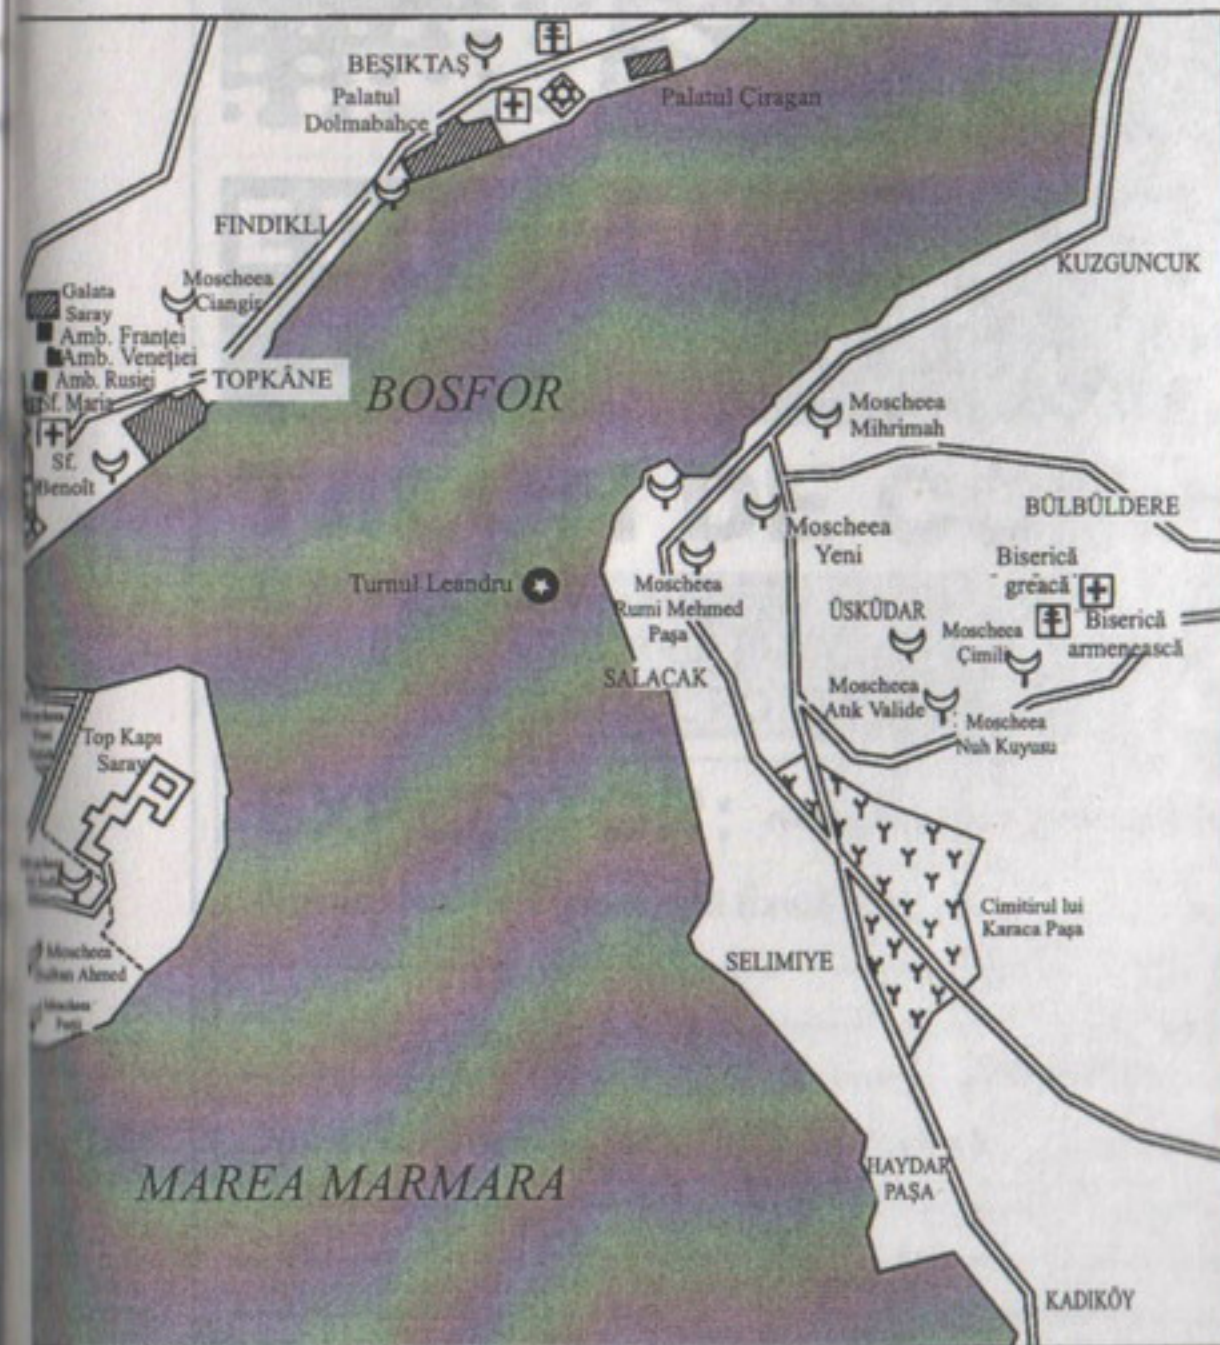 BEŞIKTAŞ
Palatul
Dolmabahçe
Palatul Çiragan
FINDIKLI
KUZGUNCUK
Galata
Saray
Moscheea
Ciangir
Amb. Franţei
Amb. Veneţiei
Amb. Rusiei
Sf. Maria
TOPKÂNE
BOSFOR
Sf.
Benoît
Moscheea
Mihrimah
BÜLBÜLDERE
Moscheea
Yeni
Biserică
greacă
Turnul Leandru
Moscheea
Rumi Mehmed
Paşa
ÜSKÜDAR
Moscheea
Çimili
Biserică
armenească
SALACAK
Moscheea
Atık Valide
Moscheea
Nuh Kuyusu
Top Kapı
Saray
Cimitirul lui
Karaca Paşa
Moscheea
Sultan Ahmed
Moscheea
SELIMIYE
HAYDAR
PAŞA
MAREA MARMARA
KADIKÖY